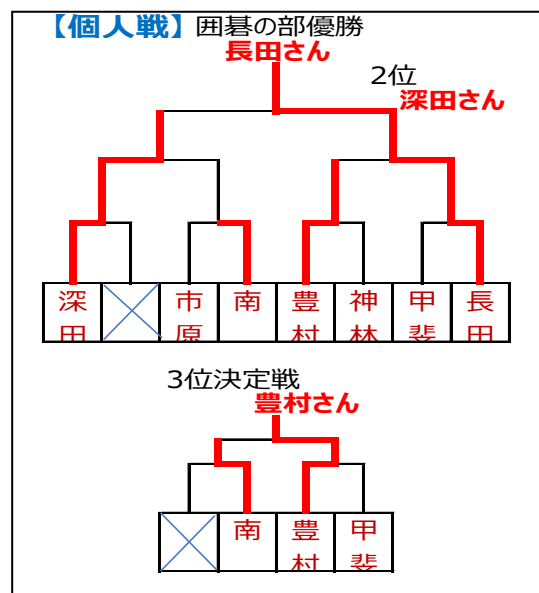 【個人戦】 囲碁の部優勝
長田さん
2位
深田さん
深田
市原
南
豊村
神林
甲斐
長田
3位決定戦
豊村さん
南
豊村
甲斐